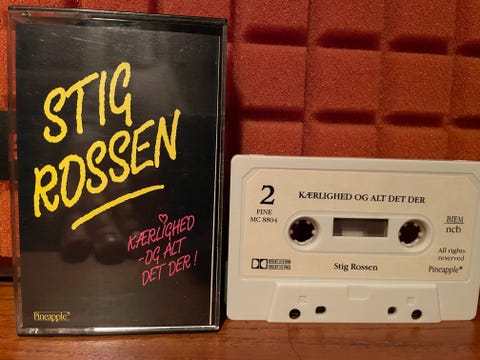 STIG
ROSSEN
KÆRLIGHED
-OG ALT
DET DER!
Pineapple®
2
PINE
MC 8804
KÆRLIGHED OG ALT DET DER
BIEM
ncb
All rights
reserved
Pineapple®
Stig Rossen